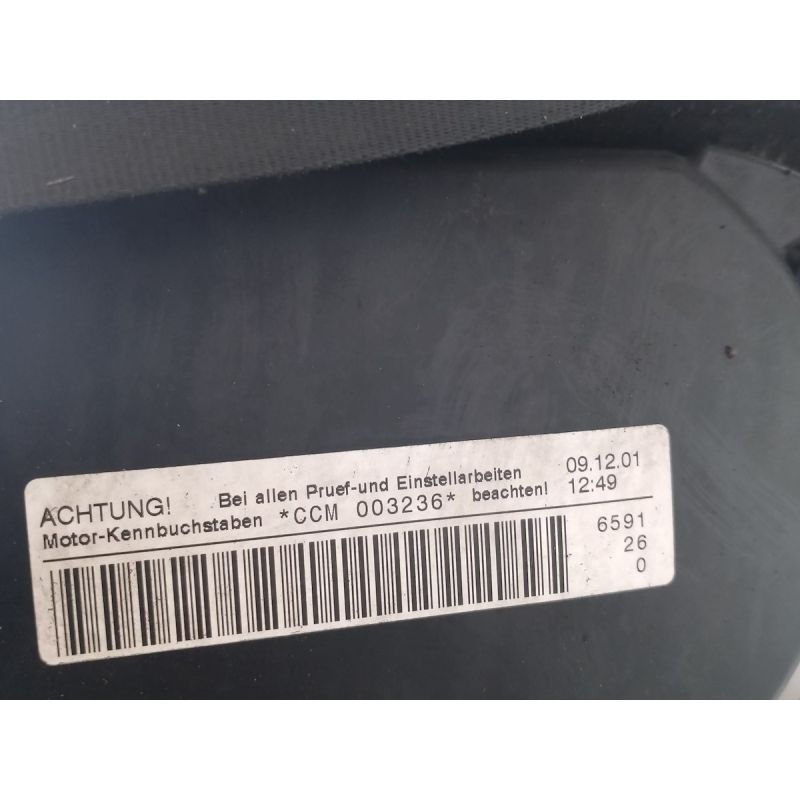 ACHTUNG! Bei allen Pruef-und Einstellarbeiten 09.12.01
Motor-Kennbuchstaben *CCM 003236* beachten! 12:49
6591
26
0